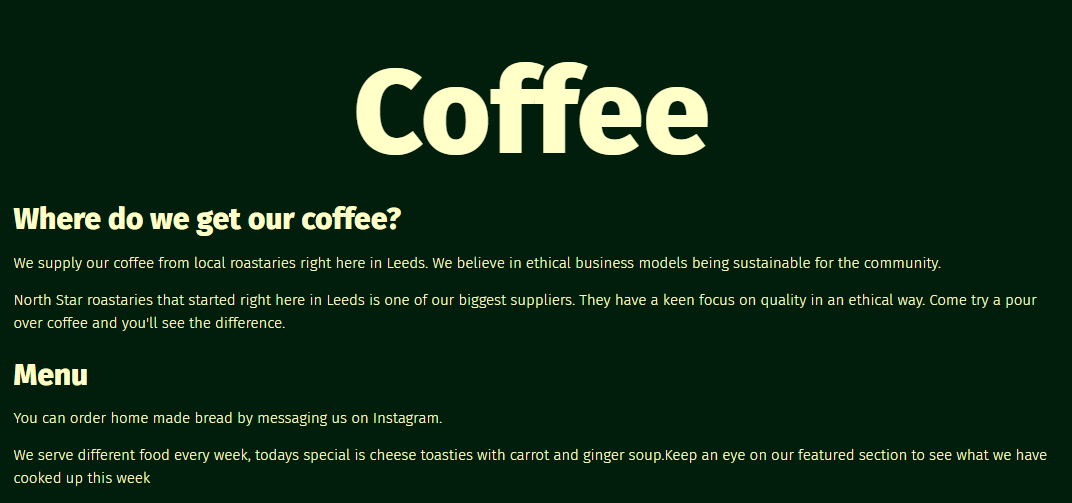 Coffee
Where do we get our coffee?
We supply our coffee from local roastaries right here in Leeds. We believe in ethical business models being sustainable for the community.
North Star roastaries that started right here in Leeds is one of our biggest suppliers. They have a keen focus on quality in an ethical way. Come try a pour
over coffee and you'll see the difference.
Menu
You can order home made bread by messaging us on Instagram.
We serve different food every week, todays special is cheese toasties with carrot and ginger soup.Keep an eye on our featured section to see what we have
cooked up this week